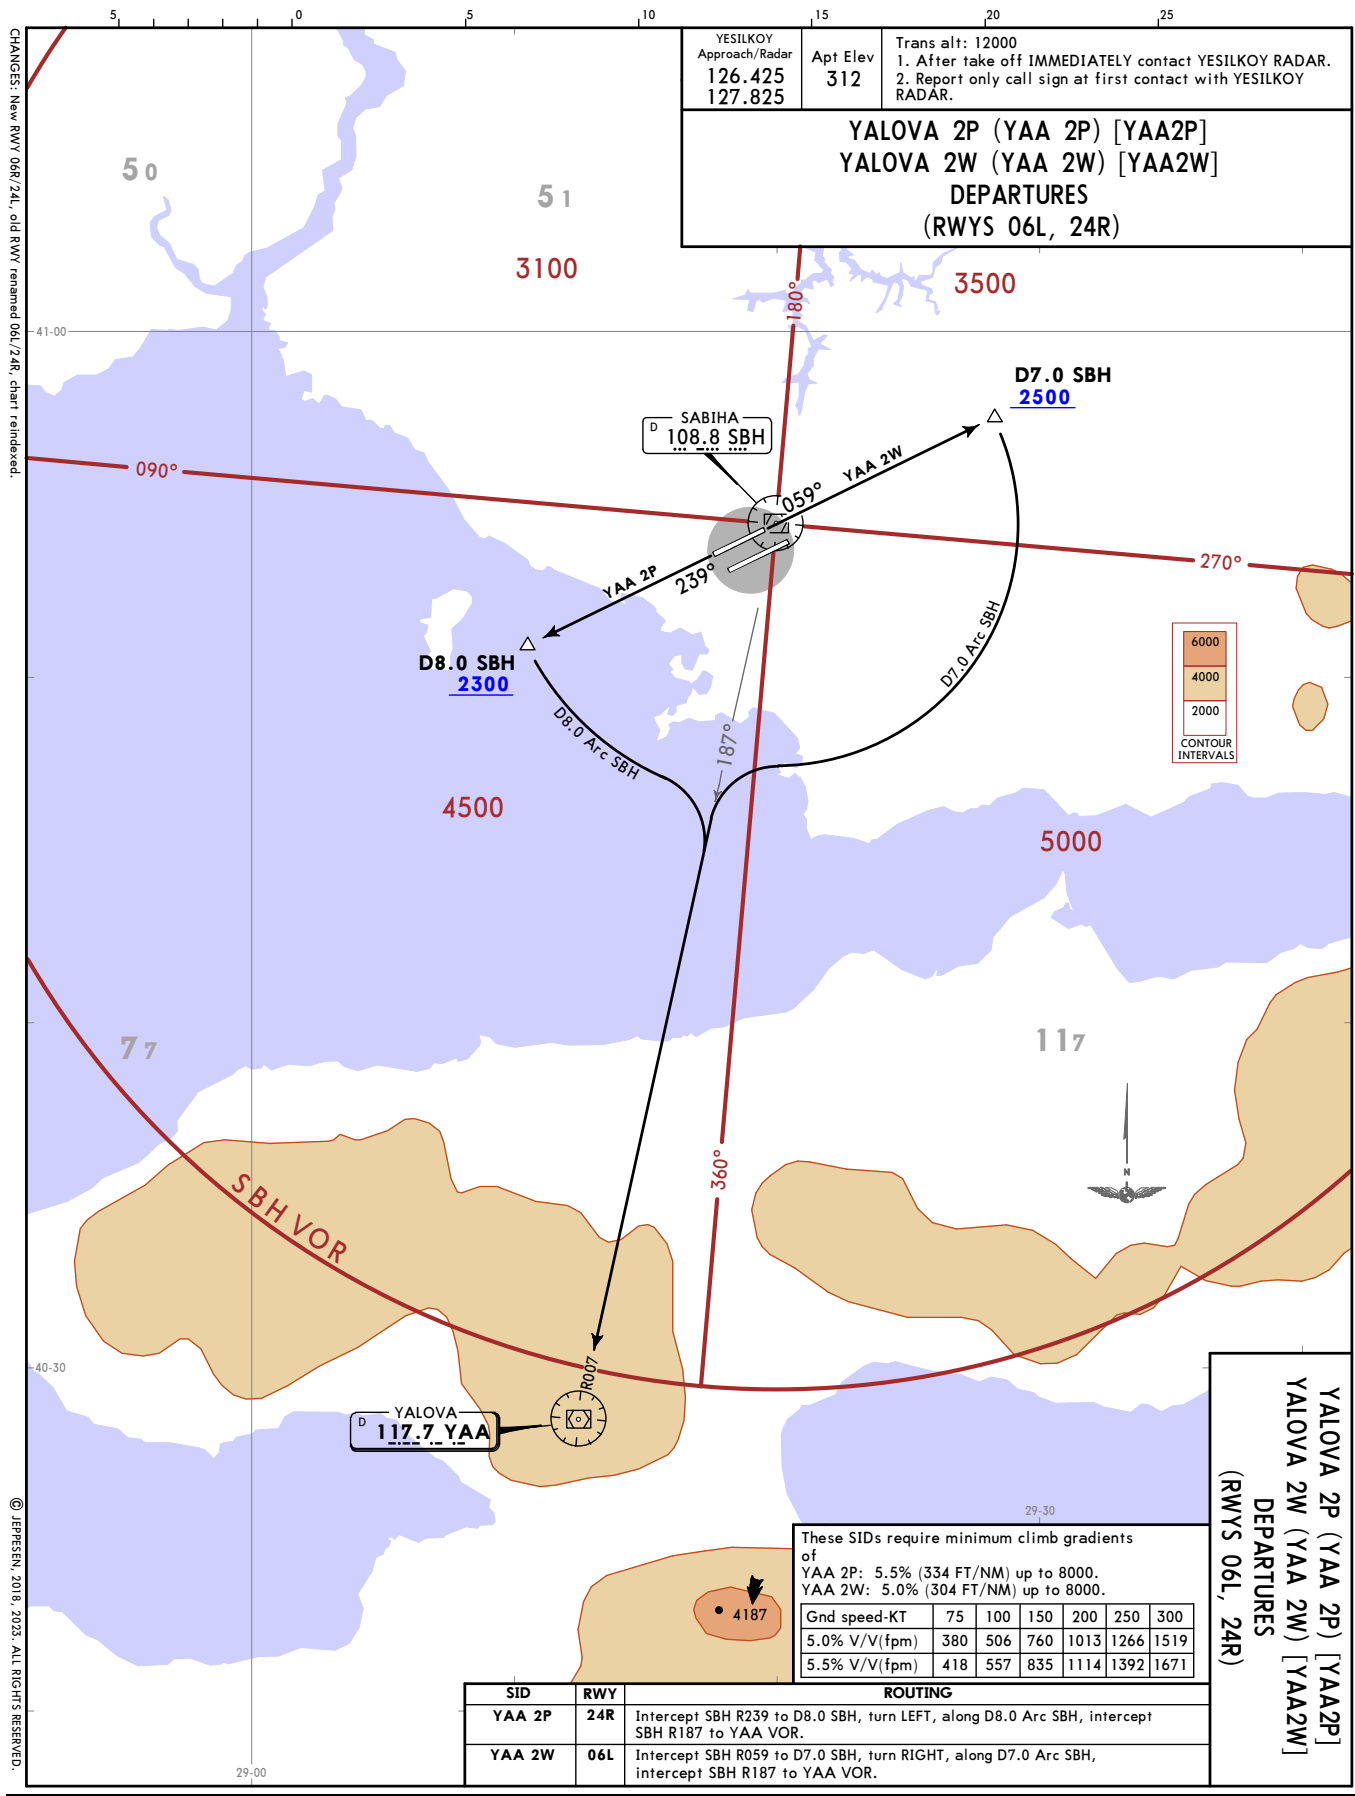 5 0 5 10 15 20 25
CHANGES: New RWY 06R/24L, old RWY renamed 06L/24R, chart reindexed.
YESILKOY
Approach/Radar
126.425
127.825
Apt Elev
312
Trans alt: 12000
1. After take off IMMEDIATELY contact YESILKOY RADAR.
2. Report only call sign at first contact with YESILKOY
RADAR.
YALOVA 2P (YAA 2P) [YAA2P]
YALOVA 2W (YAA 2W) [YAA2W]
DEPARTURES
(RWYS 06L, 24R)
50
51
3100
3500
180°
41-00
D7.0 SBH
2500
SABIHA
D 108.8 SBH
090°
YAA 2W
059°
270°
YAA 2P
239°
D8.0 SBH
2300
D7.0 Arc SBH
D8.0 Arc SBH
187°
6000
4000
2000
CONTOUR
INTERVALS
4500
5000
77
117
N
360°
SBH VOR
40-30
R007
YALOVA
D 117.7 YAA
29-30
YALOVA 2P (YAA 2P) [YAA2P]
YALOVA 2W (YAA 2W) [YAA2W]
DEPARTURES
(RWYS 06L, 24R)
These SIDs require minimum climb gradients
of
YAA 2P: 5.5% (334 FT/NM) up to 8000.
YAA 2W: 5.0% (304 FT/NM) up to 8000.
Gnd speed-KT 75 100 150 200 250 300
5.0% V/V(fpm) 380 506 760 1013 1266 1519
5.5% V/V(fpm) 418 557 835 1114 1392 1671
4187
SID RWY ROUTING
YAA 2P 24R Intercept SBH R239 to D8.0 SBH, turn LEFT, along D8.0 Arc SBH, intercept
SBH R187 to YAA VOR.
YAA 2W 06L Intercept SBH R059 to D7.0 SBH, turn RIGHT, along D7.0 Arc SBH,
intercept SBH R187 to YAA VOR.
29-00
© JEPPESEN, 2018, 2023. ALL RIGHTS RESERVED.